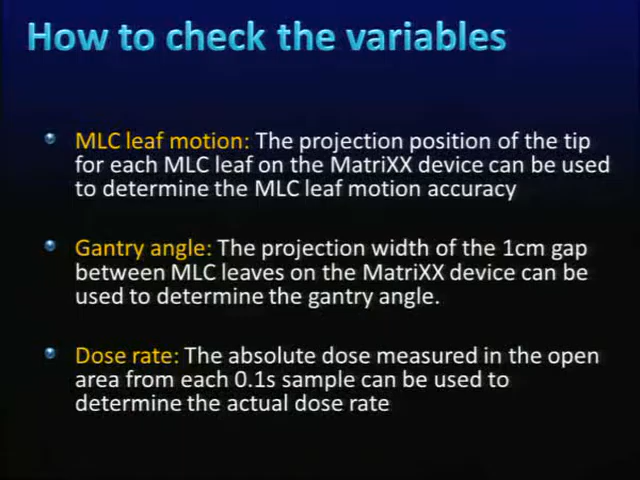 How to check the variables
MLC leaf motion: The projection position of the tip
for each MLC leaf on the MatriXX device can be used
to determine the MLC leaf motion accuracy
Gantry angle: The projection width of the 1cm gap
between MLC leaves on the MatriXX device can be
used to determine the gantry angle.
Dose rate: The absolute dose measured in the open
area from each 0.1s sample can be used to
determine the actual dose rate